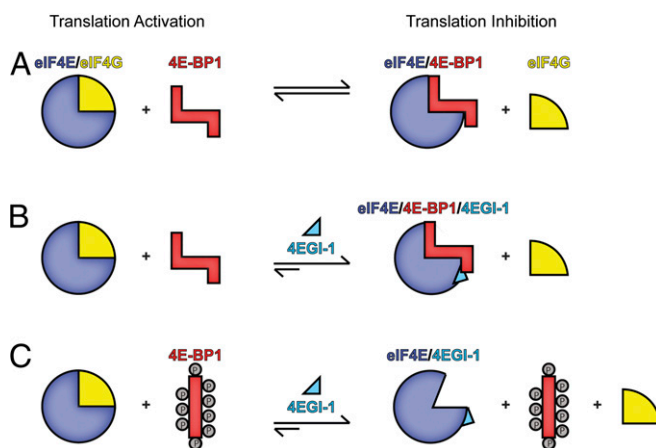 Translation Activation Translation Inhibition
A
eIF4E/eIF4G 4E-BP1 eIF4E/4E-BP1 eIF4G
+ +
B
eIF4E/4E-BP1/4EGI-1
+ 4EGI-1 +
C
4E-BP1 eIF4E/4EGI-1
P P
P P P P
P P P P
+ 4EGI-1 + +
P P P P
P P P P
P P